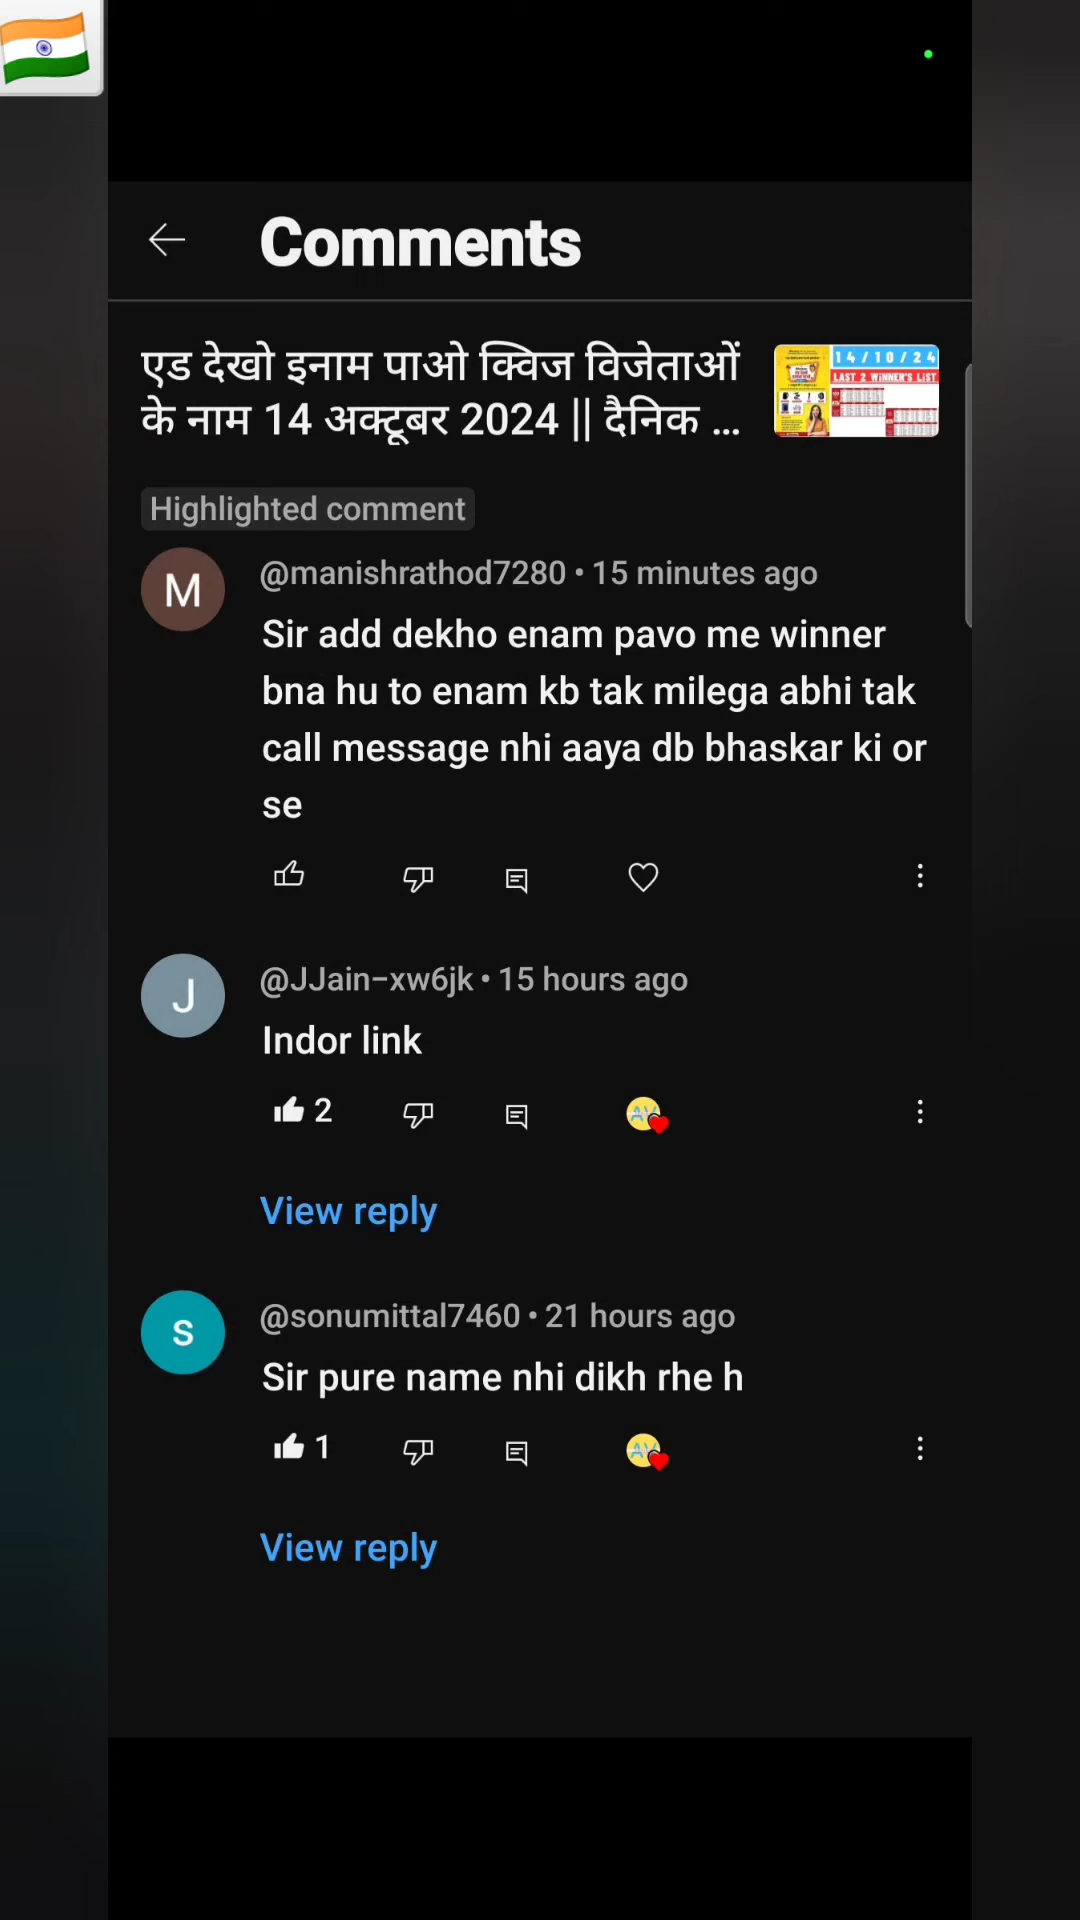 Comments
एड देखो इनाम पाओ क्विज विजेताओं
के नाम 14 अक्टूबर 2024 || दैनिक ...
14/10/24
LAST 2 WINNER'S LIST
Highlighted comment
M
@manishrathod7280 • 15 minutes ago
Sir add dekho enam pavo me winner
bna hu to enam kb tak milega abhi tak
call message nhi aaya db bhaskar ki or
se
J
@JJain-xw6jk • 15 hours ago
Indor link
2
AV
View reply
S
@sonumittal7460 • 21 hours ago
Sir pure name nhi dikh rhe h
1
AV
View reply